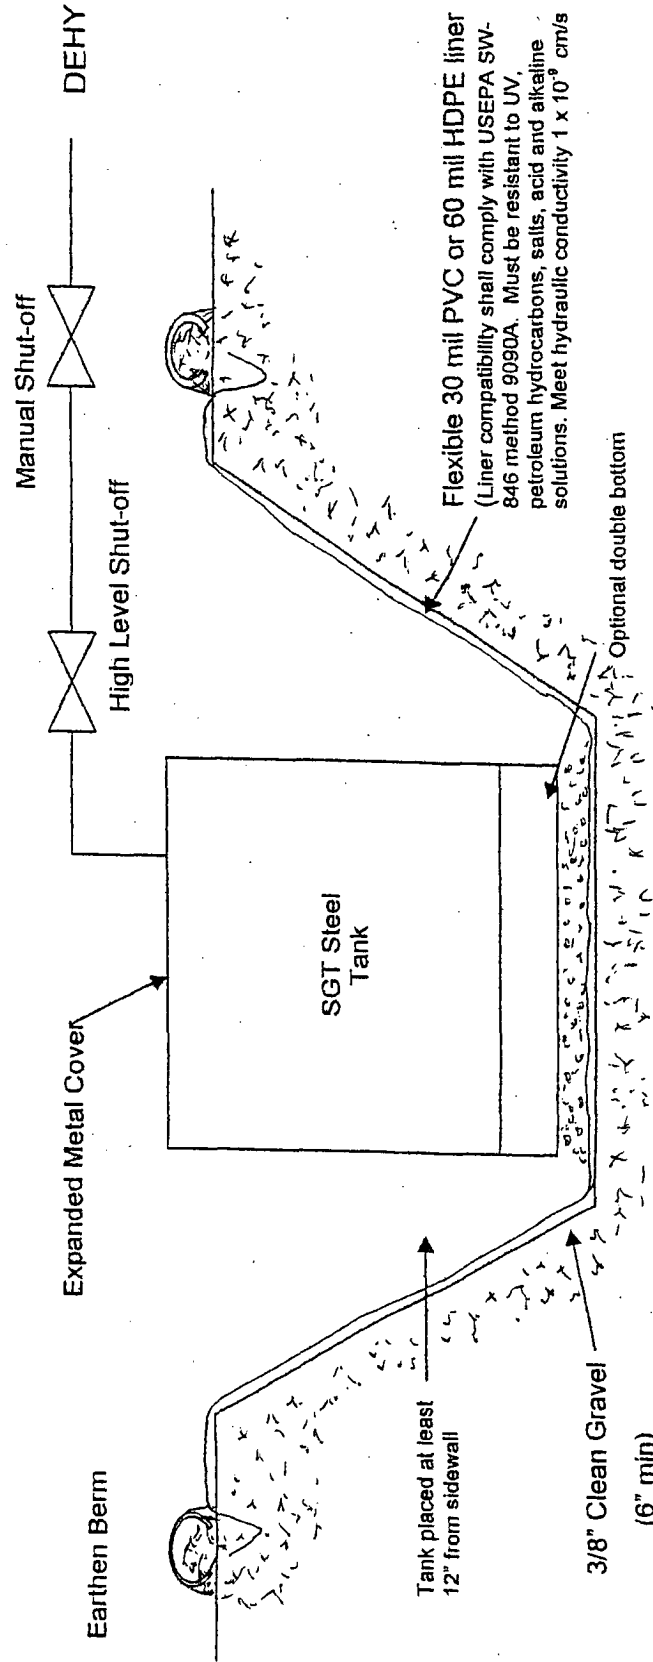 DEHY
Manual Shut-off
High Level Shut-off
Expanded Metal Cover
Earthen Berm
SGT Steel
Tank
Flexible 30 mil PVC or 60 mil HDPE liner
(Liner compatibility shall comply with USEPA SW-
846 method 9090A. Must be resistant to UV,
petroleum hydrocarbons, salts, acid and alkaline
solutions. Meet hydraulic conductivity 1 x 10⁻⁹ cm/s
Tank placed at least
12" from sidewall
Optional double bottom
3/8" Clean Gravel
(6" min)